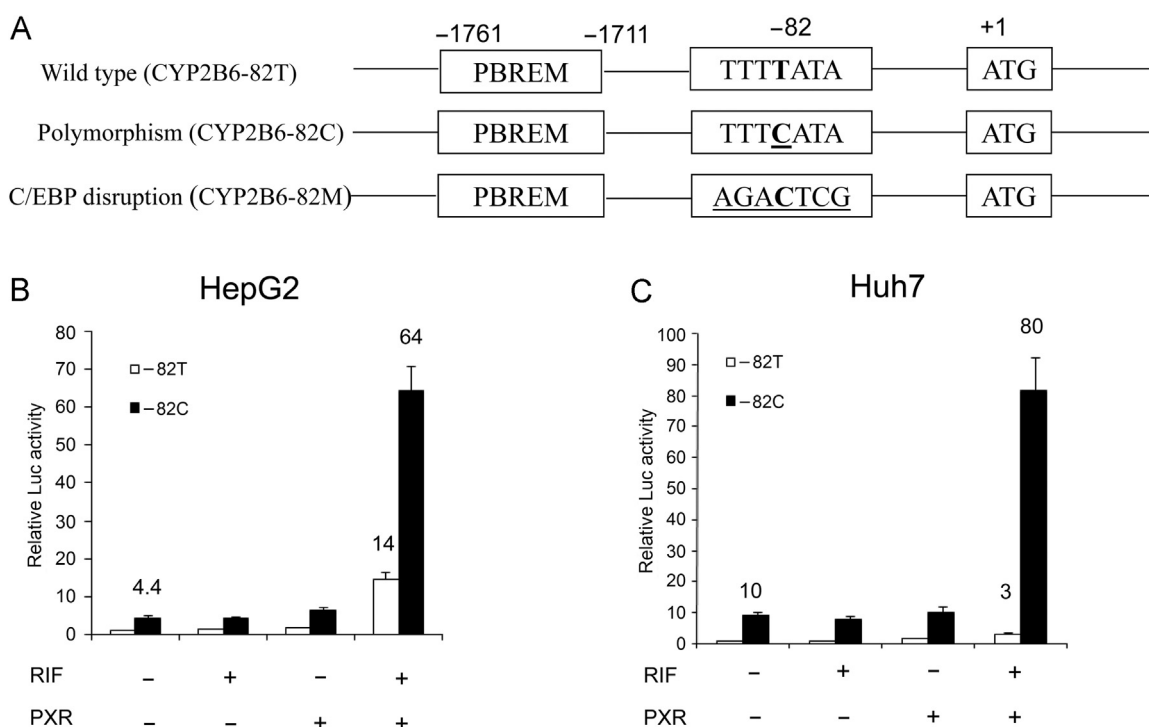 A
−1761 −1711 −82 +1
Wild type (CYP2B6-82T) PBREM TTTTATA ATG
Polymorphism (CYP2B6-82C) PBREM TTTCATA ATG
C/EBP disruption (CYP2B6-82M) PBREM AGACTCG ATG
B HepG2
Relative Luc activity
80
70
60
50
40
30
20
10
0
−82T
−82C
4.4
14
64
RIF − + − +
PXR − − + +
C Huh7
Relative Luc activity
100
90
80
70
60
50
40
30
20
10
0
−82T
−82C
10
3
80
RIF − + − +
PXR − − + +